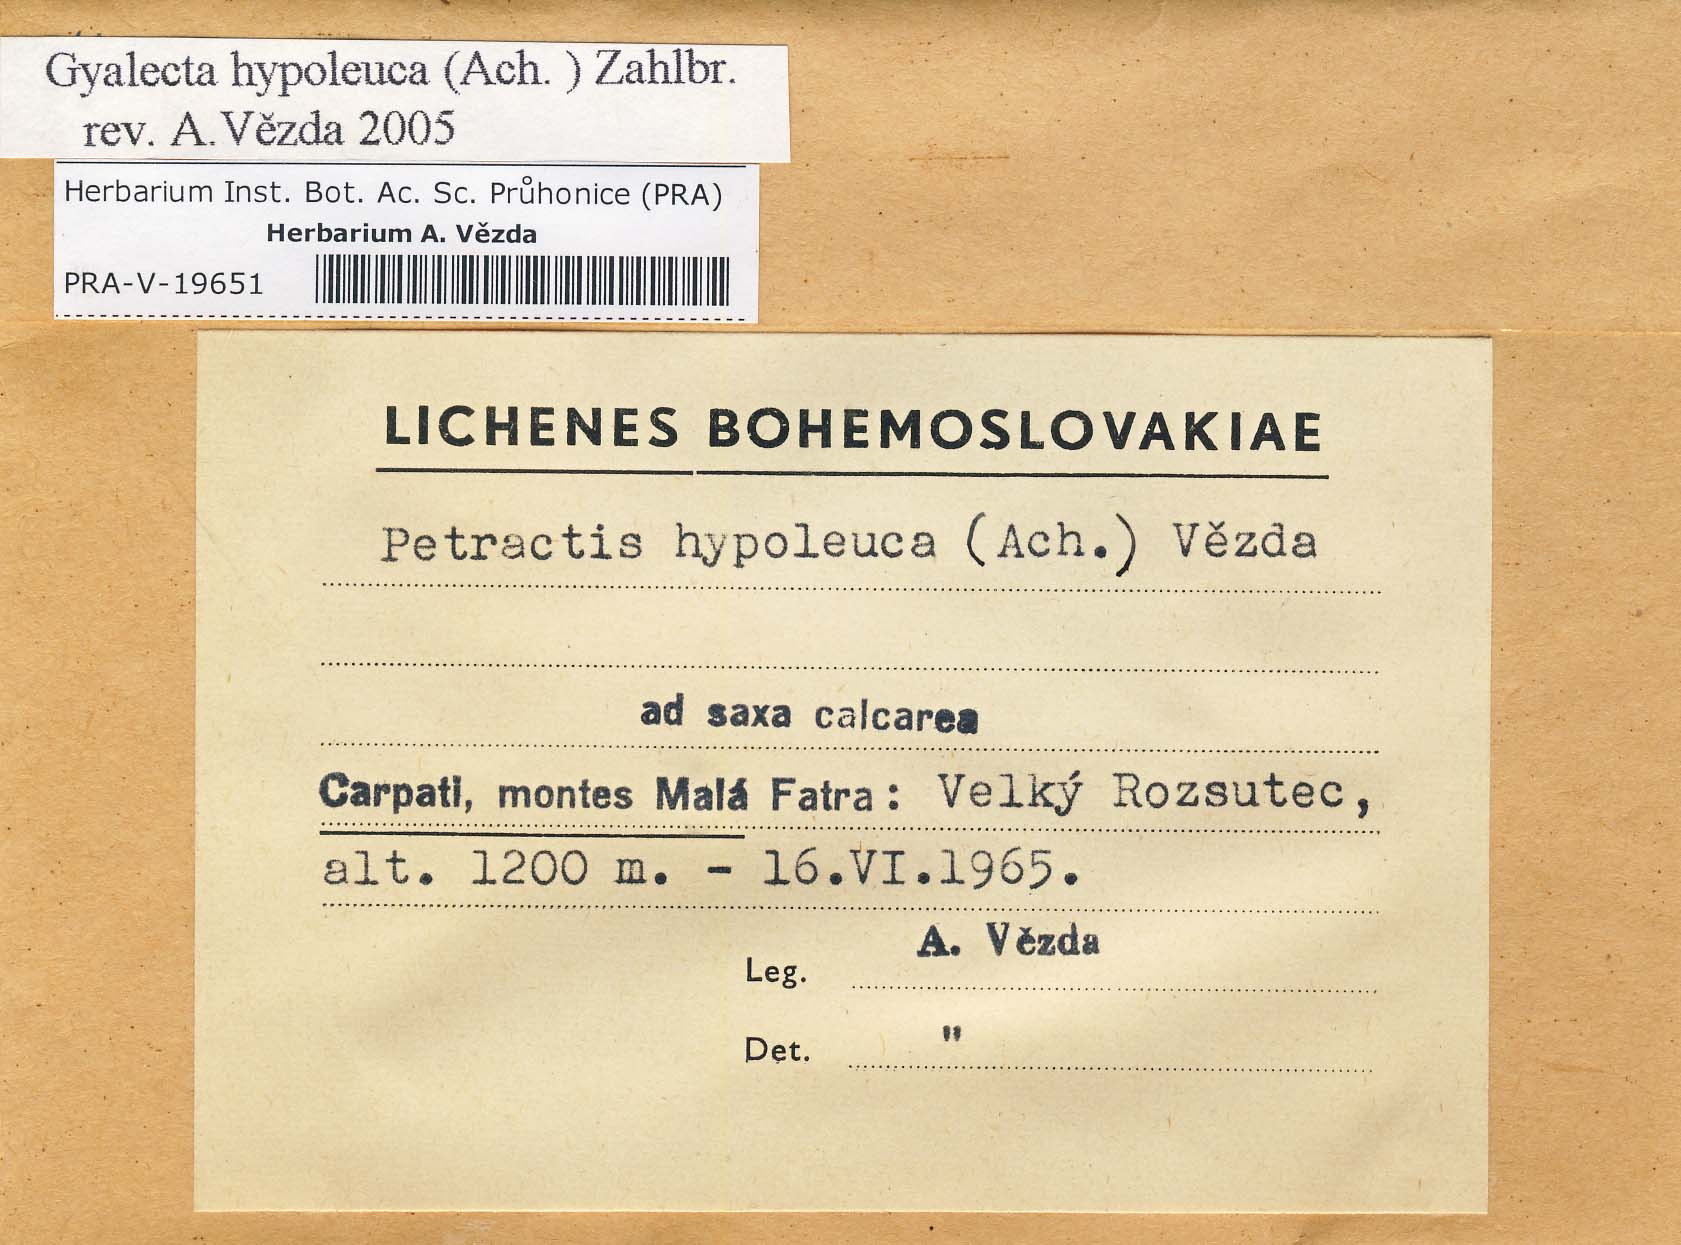 Gyalecta hypoleuca (Ach. ) Zahlbr.
rev. A. Vězda 2005
Herbarium Inst. Bot. Ac. Sc. Průhonice (PRA)
Herbarium A. Vězda
PRA-V-19651
LICHENES BOHEMOSLOVAKIAE
Petractis hypoleuca (Ach.) Vězda
ad saxa calcarea
Carpati, montes Malá Fatra: Velký Rozsutec,
alt. 1200 m. - 16.VI.1965.
A. Vězda
Leg.
"
Det.